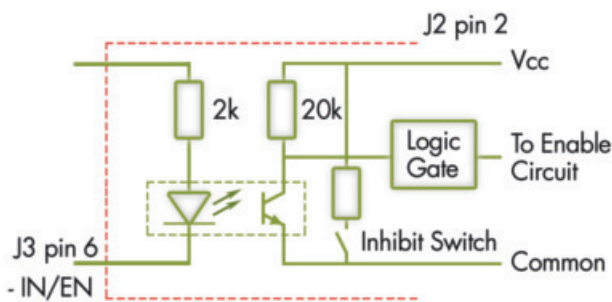 J2 pin 2
Vcc
2k
20k
Logic
Gate
To Enable
Circuit
Inhibit Switch
J3 pin 6
- IN/EN
Common